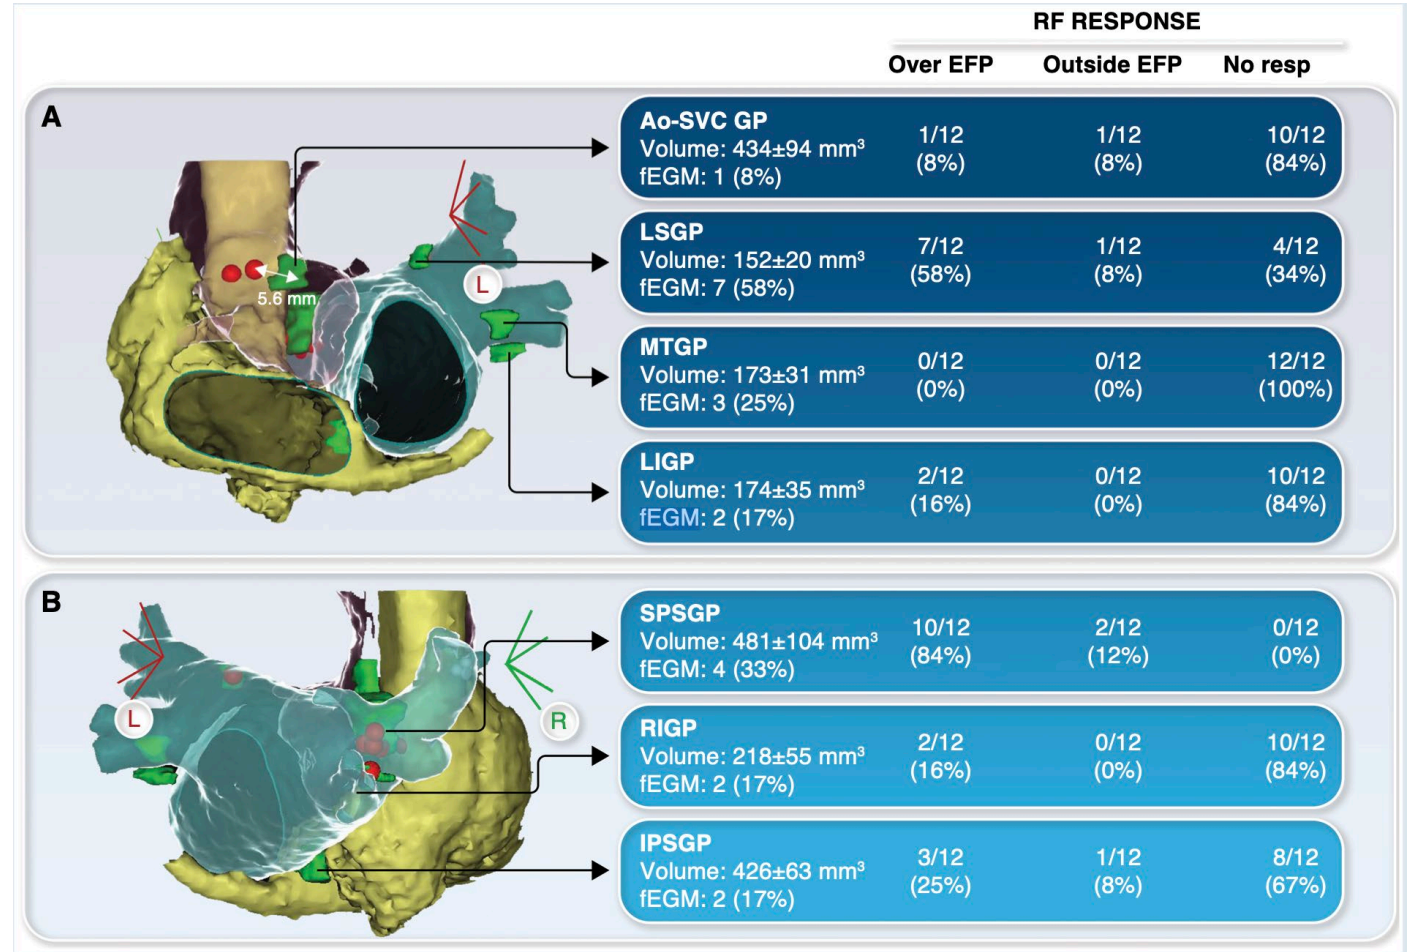 RF RESPONSE
Over EFP Outside EFP No resp
A
5.6 mm
L
Ao-SVC GP
Volume: 434±94 mm³
fEGM: 1 (8%)
1/12 1/12 10/12
(8%) (8%) (84%)
LSGP
Volume: 152±20 mm³
fEGM: 7 (58%)
7/12 1/12 4/12
(58%) (8%) (34%)
MTGP
Volume: 173±31 mm³
fEGM: 3 (25%)
0/12 0/12 12/12
(0%) (0%) (100%)
LIGP
Volume: 174±35 mm³
fEGM: 2 (17%)
2/12 0/12 10/12
(16%) (0%) (84%)
B
L
R
SPSGP
Volume: 481±104 mm³
fEGM: 4 (33%)
10/12 2/12 0/12
(84%) (12%) (0%)
RIGP
Volume: 218±55 mm³
fEGM: 2 (17%)
2/12 0/12 10/12
(16%) (0%) (84%)
IPSGP
Volume: 426±63 mm³
fEGM: 2 (17%)
3/12 1/12 8/12
(25%) (8%) (67%)